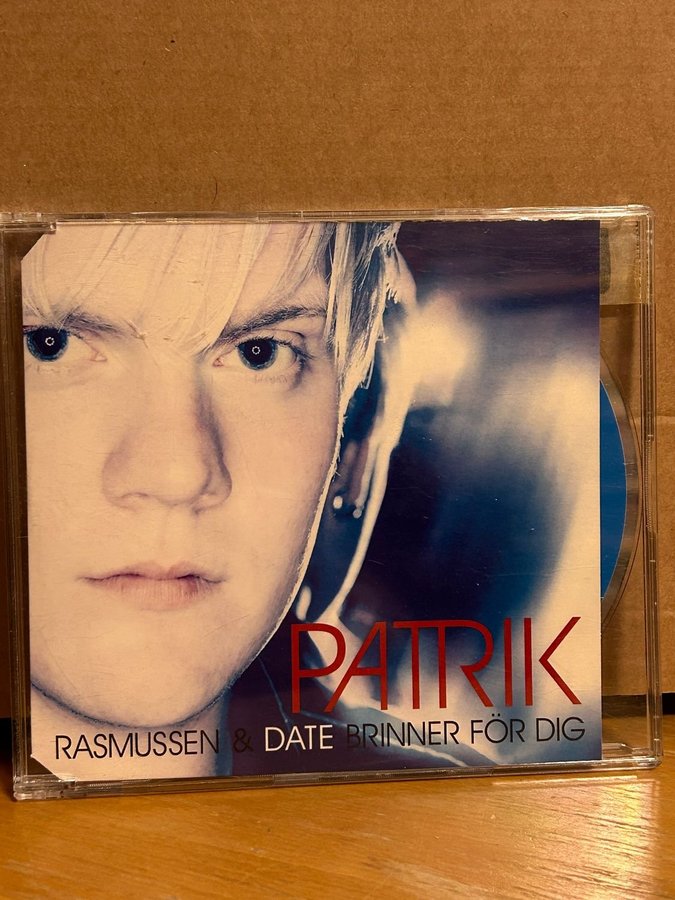 PATRIK
RASMUSSEN & DATE BRINNER FÖR DIG